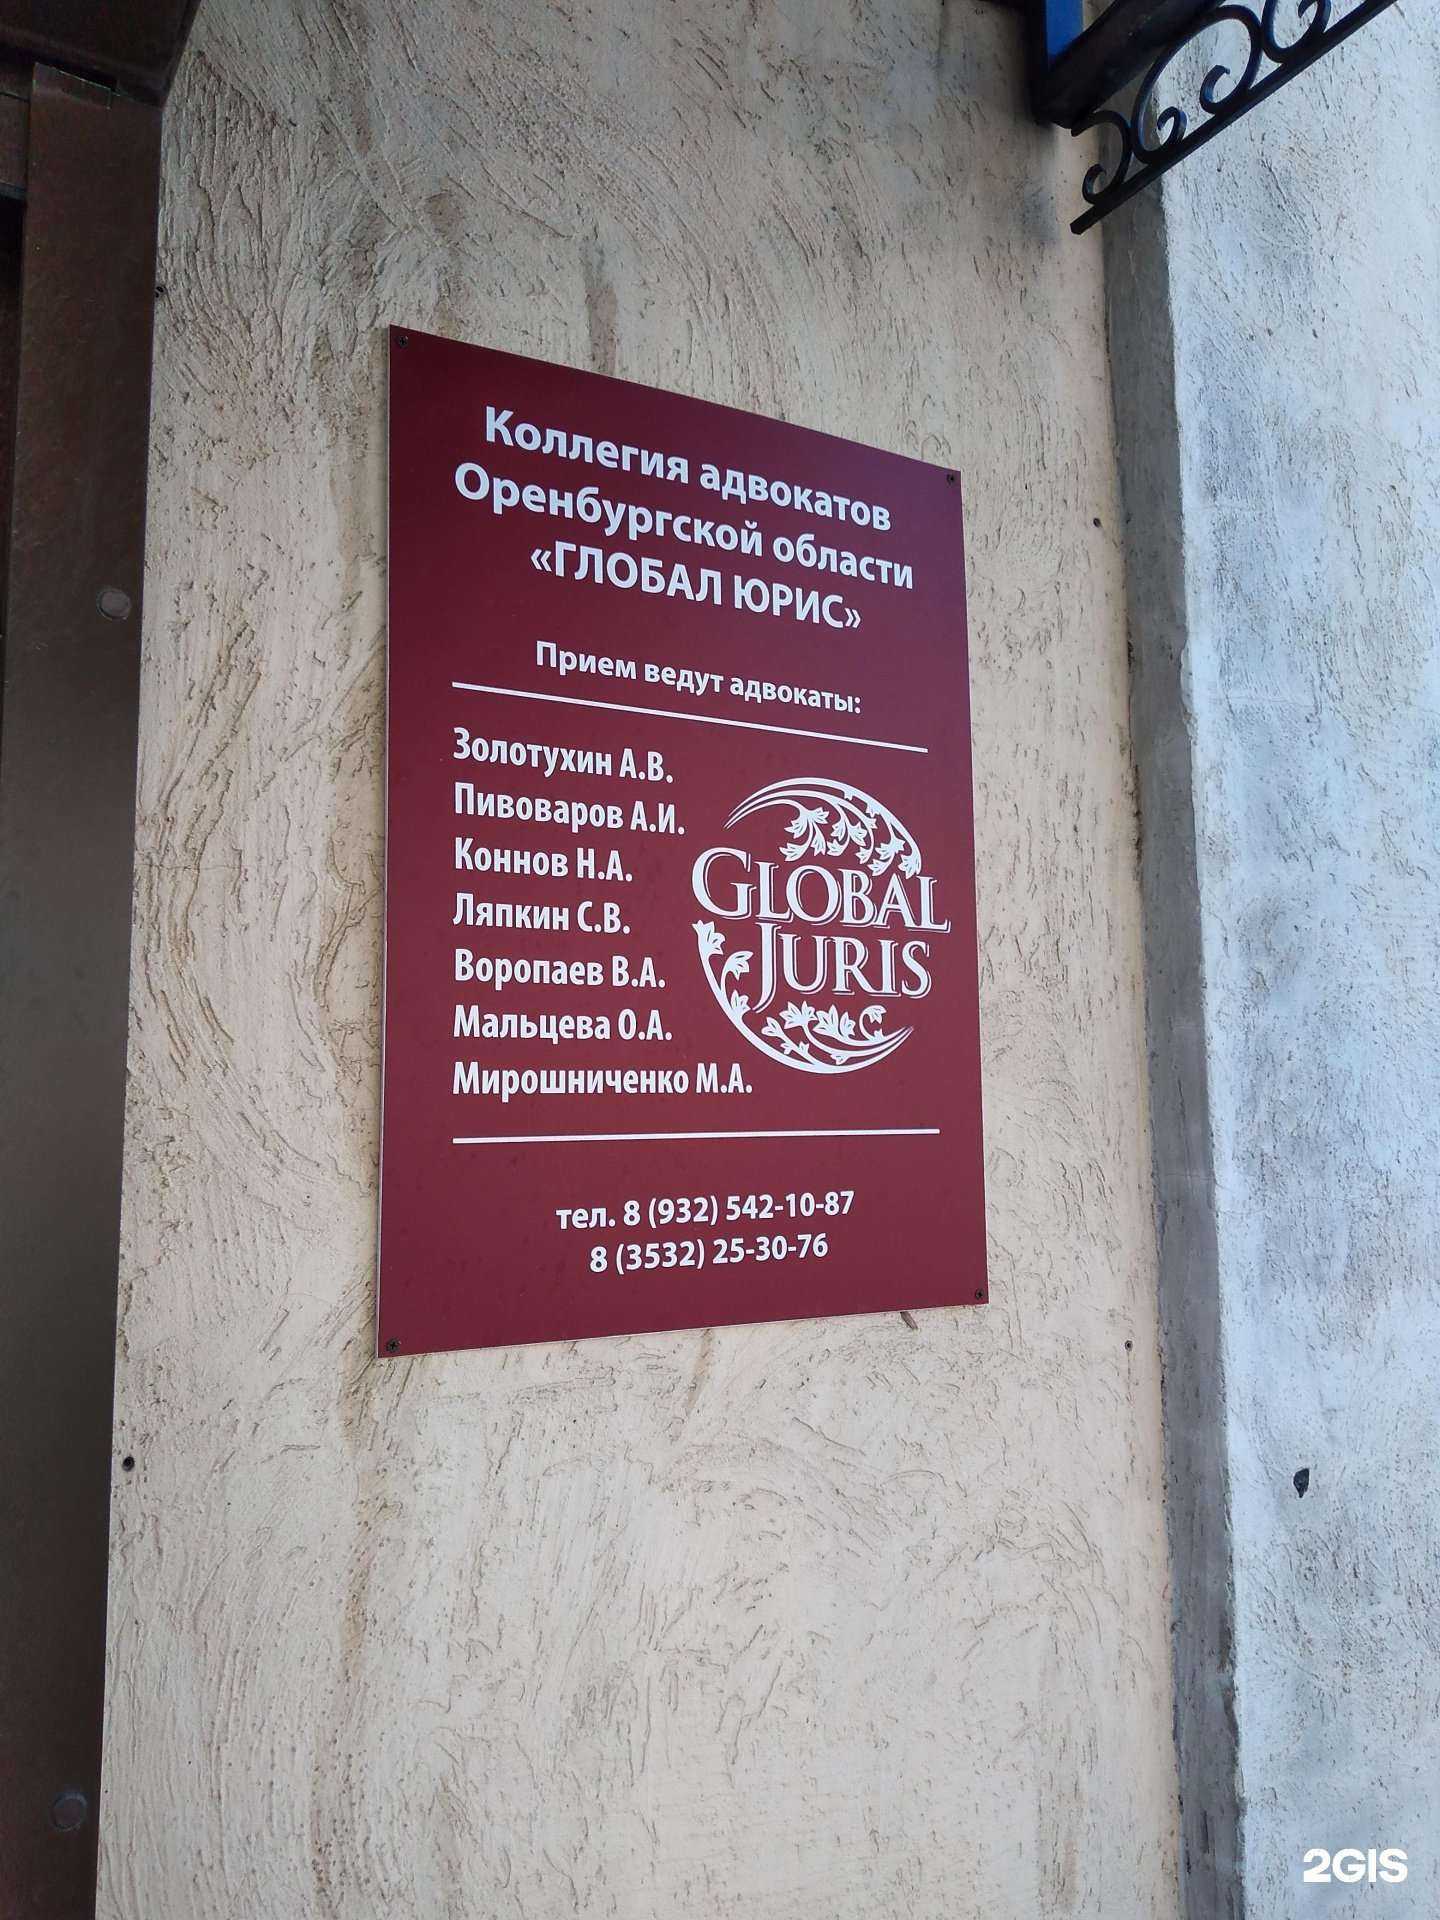 Коллегия адвокатов
Оренбургской области
«ГЛОБАЛ ЮРИС»
Прием ведут адвокаты:
Золотухин А.В.
Пивоваров А.И.
Коннов Н.А.
Ляпкин С.В.
Воропаев В.А.
Мальцева О.А.
Мирошниченко М.А.
GLOBAL
JURIS
тел. 8 (932) 542-10-87
8 (3532) 25-30-76
2GIS